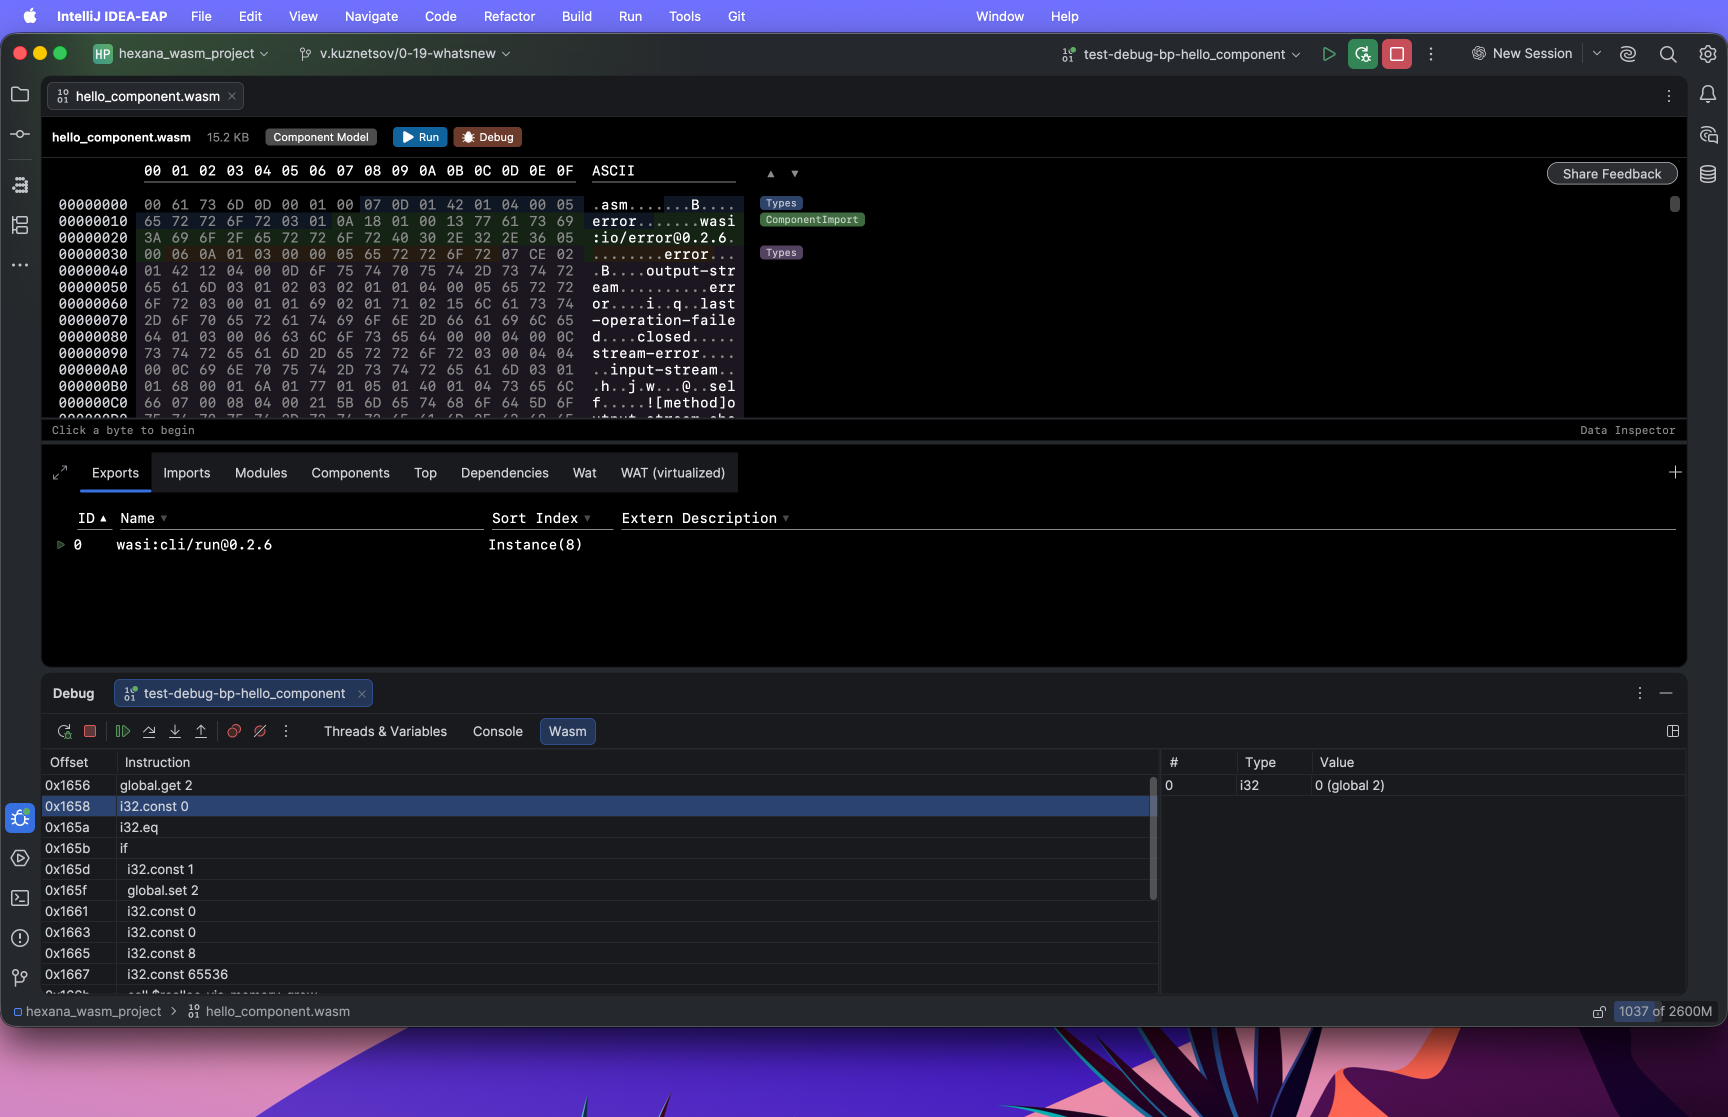 IntelliJ IDEA-EAP File Edit View Navigate Code Refactor Build Run Tools Git Window Help
HP hexana_wasm_project v.kuznetsov/0-19-whatsnew test-debug-bp-hello_component New Session
hello_component.wasm
hello_component.wasm 15.2 KB Component Model Run Debug
00 01 02 03 04 05 06 07 08 09 0A 0B 0C 0D 0E 0F ASCII
Share Feedback
00000000 00 61 73 6D 0D 00 01 00 07 0D 01 42 01 04 00 05 .asm.......B.... Types
00000010 65 72 72 6F 72 03 01 0A 18 01 00 13 77 61 73 69 error.......wasi ComponentImport
00000020 3A 69 6F 2F 65 72 72 6F 72 40 30 2E 32 2E 36 05 :io/error@0.2.6.
00000030 00 06 0A 01 03 00 00 05 65 72 72 6F 72 07 CE 02 ........error... Types
00000040 01 42 12 04 00 0D 6F 75 74 70 75 74 2D 73 74 72 .B....output-str
00000050 65 61 6D 03 01 02 03 02 01 01 04 00 05 65 72 72 eam..........err
00000060 6F 72 03 00 01 01 69 02 01 71 02 15 6C 61 73 74 or....i..q..last
00000070 2D 6F 70 65 72 61 74 69 6F 6E 2D 66 61 69 6C 65 -operation-faile
00000080 64 01 03 00 06 63 6C 6F 73 65 64 00 00 04 00 0C d....closed.....
00000090 73 74 72 65 61 6D 2D 65 72 72 6F 72 03 00 04 04 stream-error....
000000A0 00 0C 69 6E 70 75 74 2D 73 74 72 65 61 6D 03 01 ..input-stream..
000000B0 01 68 00 01 6A 01 77 01 05 01 40 01 04 73 65 6C .h..j.w...@..sel
000000C0 66 07 00 08 04 00 21 5B 6D 65 74 68 6F 64 5D 6F f.....![method]o
Click a byte to begin Data Inspector
Exports Imports Modules Components Top Dependencies Wat WAT (virtualized)
ID Name Sort Index Extern Description
0 wasi:cli/run@0.2.6 Instance(8)
Debug test-debug-bp-hello_component
Threads & Variables Console Wasm
Offset Instruction # Type Value
0x1656 global.get 2 0 i32 0 (global 2)
0x1658 i32.const 0
0x165a i32.eq
0x165b if
0x165d i32.const 1
0x165f global.set 2
0x1661 i32.const 0
0x1663 i32.const 0
0x1665 i32.const 8
0x1667 i32.const 65536
hexana_wasm_project hello_component.wasm 1037 of 2600M